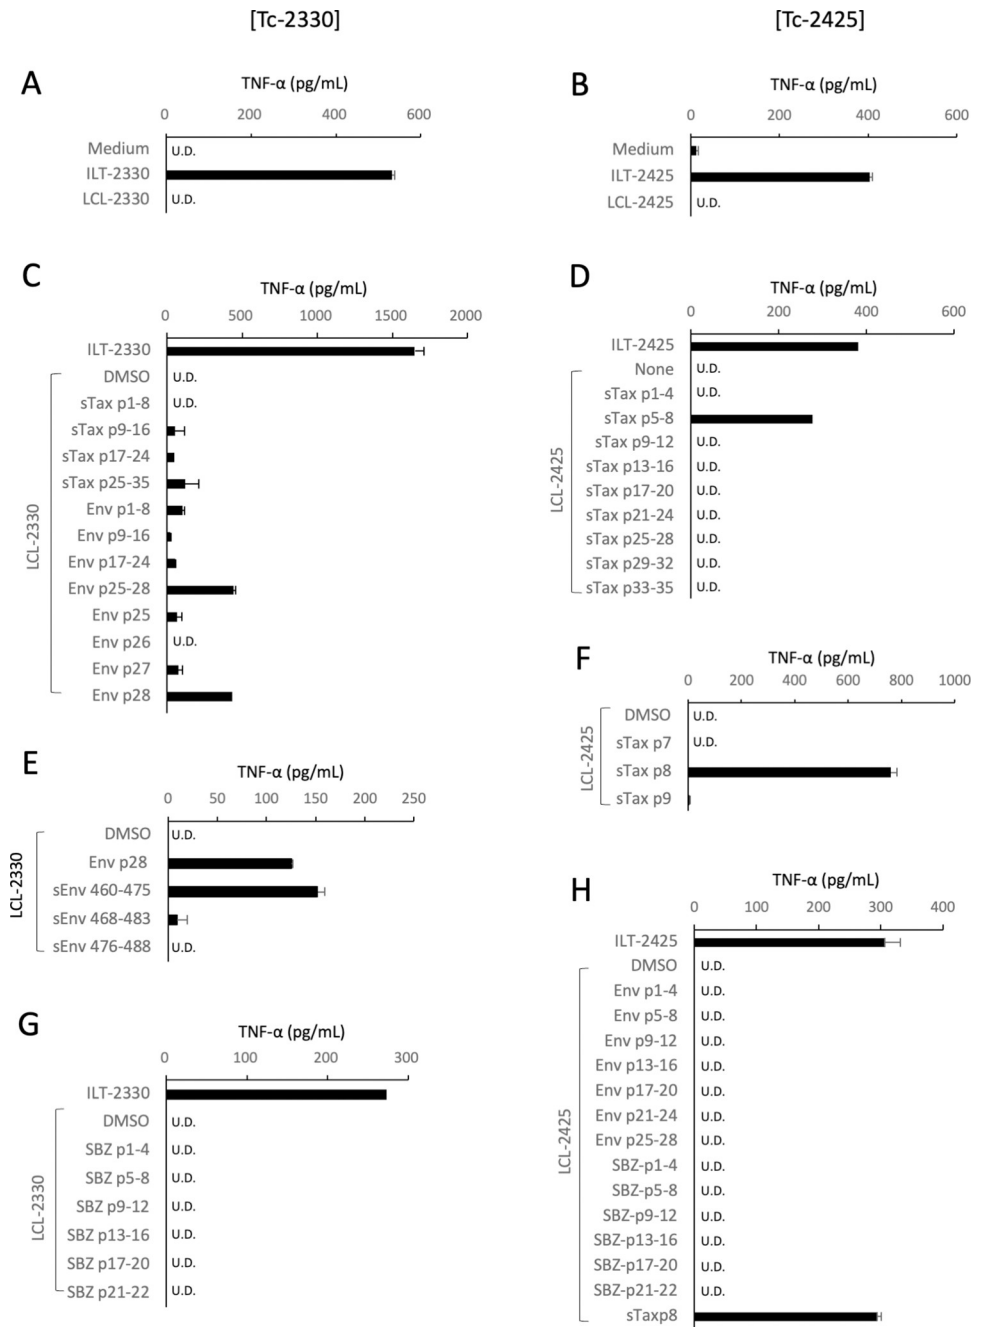 [Tc-2330]
[Tc-2425]
A
TNF-α (pg/mL)
0 200 400 600
Medium U.D.
ILT-2330
LCL-2330 U.D.
B
TNF-α (pg/mL)
0 200 400 600
Medium
ILT-2425
LCL-2425 U.D.
C
TNF-α (pg/mL)
0 500 1000 1500 2000
ILT-2330
LCL-2330
DMSO U.D.
sTax p1-8 U.D.
sTax p9-16
sTax p17-24
sTax p25-35
Env p1-8
Env p9-16
Env p17-24
Env p25-28
Env p25
Env p26 U.D.
Env p27
Env p28
D
TNF-α (pg/mL)
0 200 400 600
ILT-2425
LCL-2425
None U.D.
sTax p1-4 U.D.
sTax p5-8
sTax p9-12 U.D.
sTax p13-16 U.D.
sTax p17-20 U.D.
sTax p21-24 U.D.
sTax p25-28 U.D.
sTax p29-32 U.D.
sTax p33-35 U.D.
E
TNF-α (pg/mL)
0 50 100 150 200 250
LCL-2330
DMSO U.D.
Env p28
sEnv 460-475
sEnv 468-483
sEnv 476-488 U.D.
F
TNF-α (pg/mL)
0 200 400 600 800 1000
LCL-2425
DMSO U.D.
sTax p7 U.D.
sTax p8
sTax p9
G
TNF-α (pg/mL)
0 100 200 300
ILT-2330
LCL-2330
DMSO U.D.
SBZ p1-4 U.D.
SBZ p5-8 U.D.
SBZ p9-12 U.D.
SBZ p13-16 U.D.
SBZ p17-20 U.D.
SBZ p21-22 U.D.
H
TNF-α (pg/mL)
0 100 200 300 400
ILT-2425
LCL-2425
DMSO U.D.
Env p1-4 U.D.
Env p5-8 U.D.
Env p9-12 U.D.
Env p13-16 U.D.
Env p17-20 U.D.
Env p21-24 U.D.
Env p25-28 U.D.
SBZ-p1-4 U.D.
SBZ-p5-8 U.D.
SBZ-p9-12 U.D.
SBZ-p13-16 U.D.
SBZ-p17-20 U.D.
SBZ-p21-22 U.D.
sTaxp8